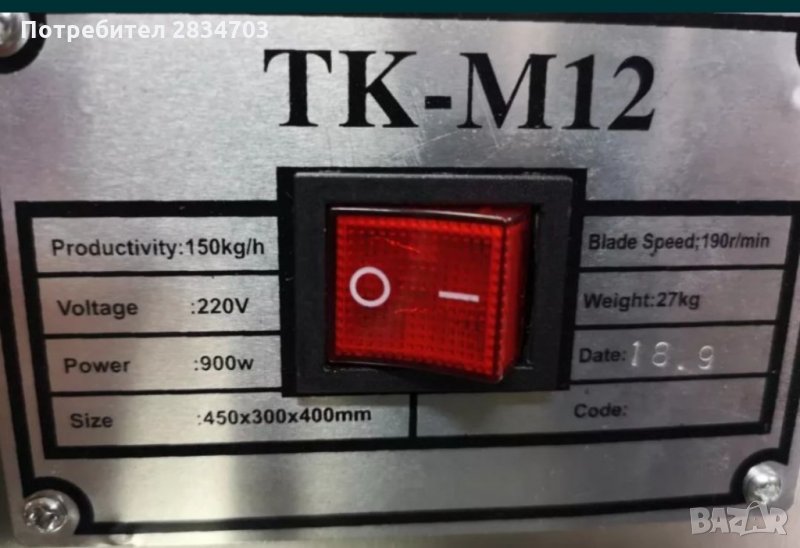 Потребител 2834703
TK-M12
Productivity:150kg/h
Blade Speed;190r/min
Voltage :220V
Weight:27kg
Power :900w
Date:18.9
Size :450x300x400mm
Code:
BAZAR